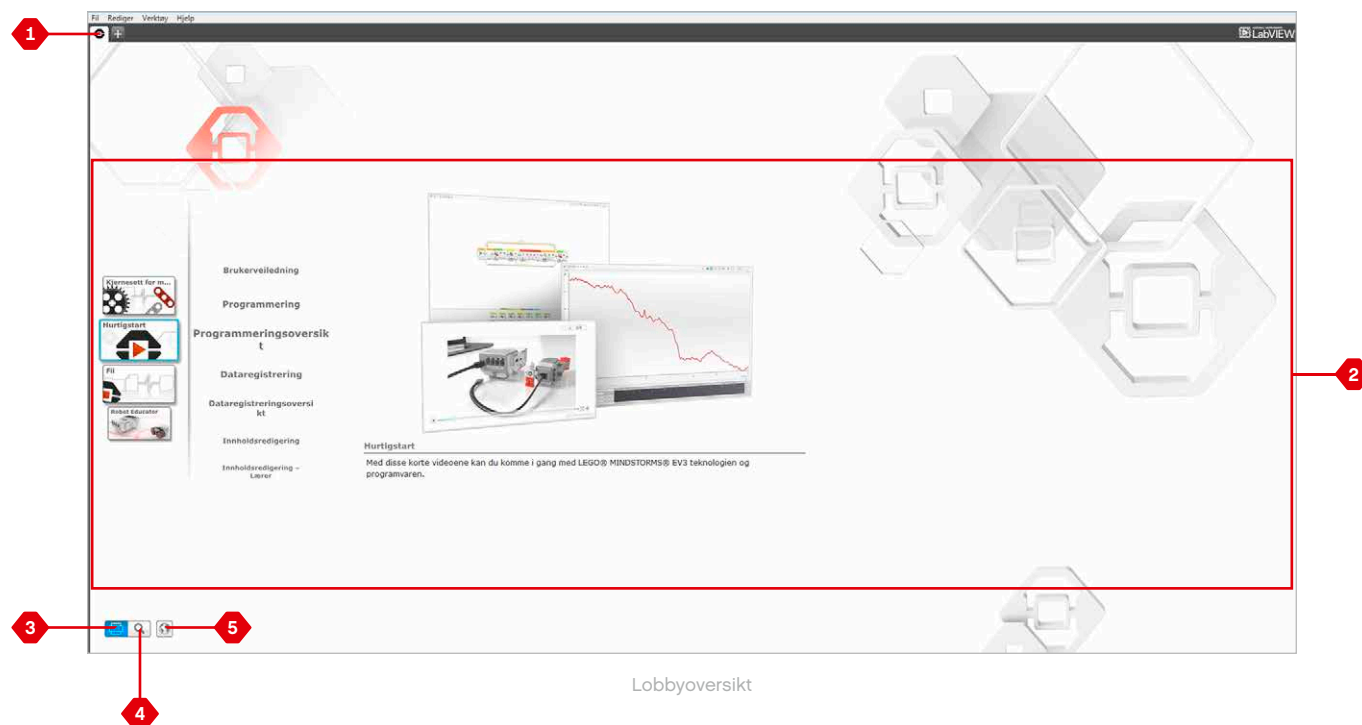 Fil Rediger Verktøy Hjelp
1
LabVIEW
Kjernesett for m...
Hurtigstart
Fil
Robot Educator
Brukerveiledning
Programmering
Programmeringsoversik
t
Dataregistrering
Dataregistreringsoversi
kt
Innholdsredigering
Innholdsredigering –
Lærer
Hurtigstart
Med disse korte videoene kan du komme i gang med LEGO® MINDSTORMS® EV3 teknologien og
programvaren.
2
3
5
4
Lobbyoversikt